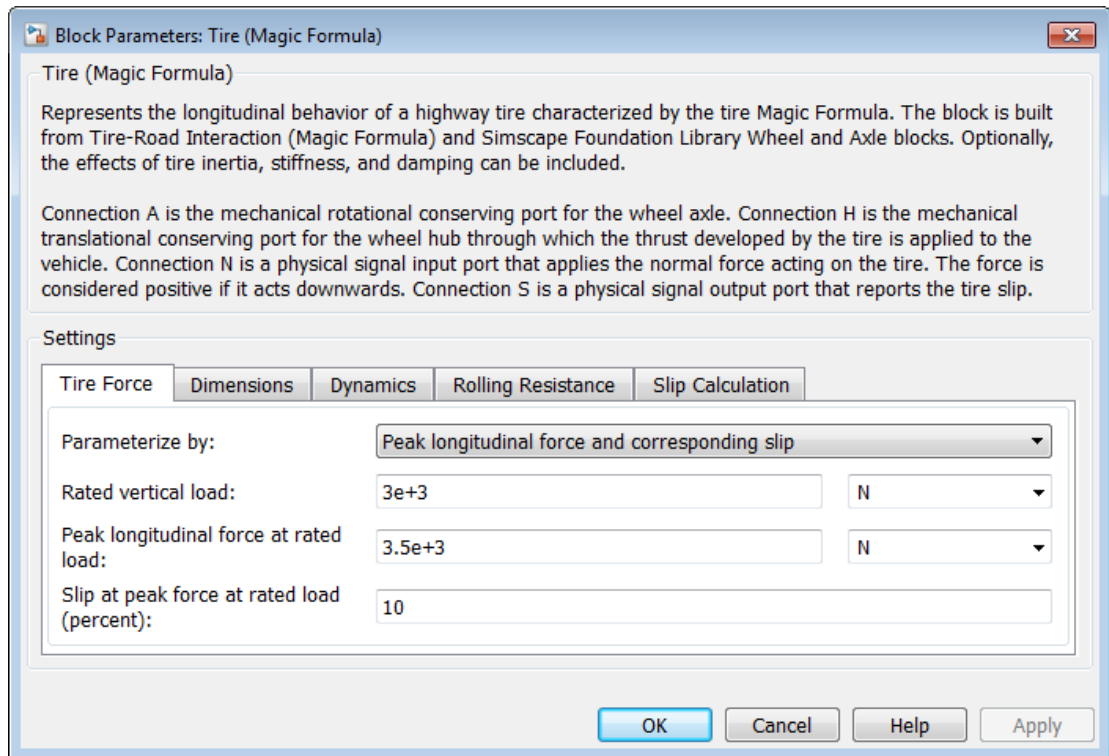 Block Parameters: Tire (Magic Formula)
Tire (Magic Formula)
Represents the longitudinal behavior of a highway tire characterized by the tire Magic Formula. The block is built
from Tire-Road Interaction (Magic Formula) and Simscape Foundation Library Wheel and Axle blocks. Optionally,
the effects of tire inertia, stiffness, and damping can be included.
Connection A is the mechanical rotational conserving port for the wheel axle. Connection H is the mechanical
translational conserving port for the wheel hub through which the thrust developed by the tire is applied to the
vehicle. Connection N is a physical signal input port that applies the normal force acting on the tire. The force is
considered positive if it acts downwards. Connection S is a physical signal output port that reports the tire slip.
Settings
Tire Force Dimensions Dynamics Rolling Resistance Slip Calculation
Parameterize by: Peak longitudinal force and corresponding slip
Rated vertical load: 3e+3 N
Peak longitudinal force at rated
load: 3.5e+3 N
Slip at peak force at rated load
(percent): 10
OK Cancel Help Apply